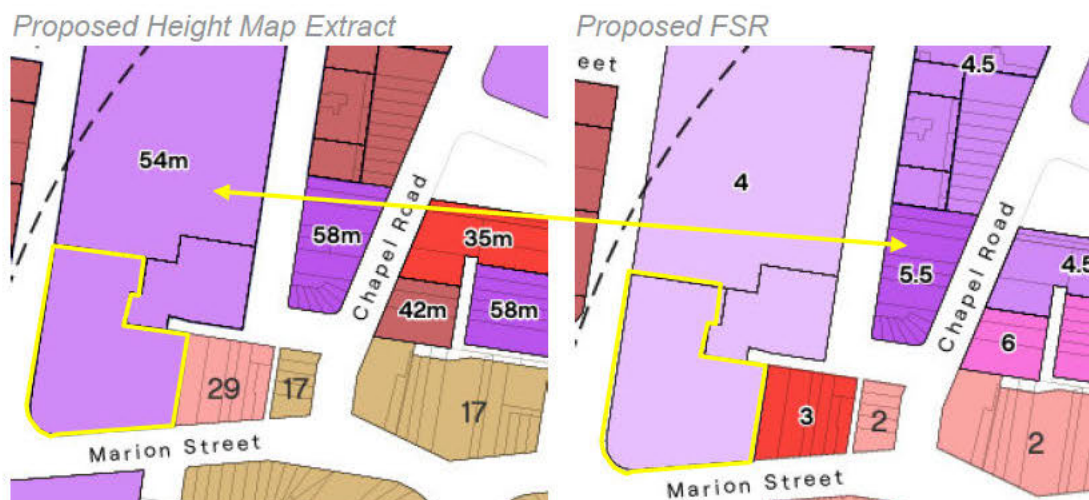 Proposed Height Map Extract
54m
58m
Chapel Road
35m
42m
58m
29
17
17
Marion Street
Proposed FSR
eet
4.5
4
5.5
Chapel Road
4.5
6
3
2
2
Marion Street